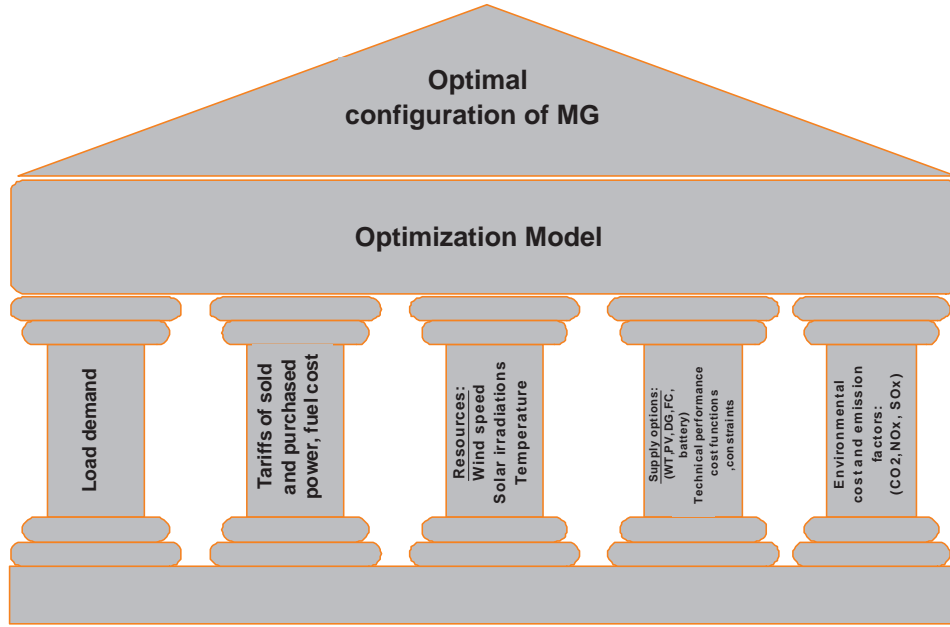 Optimal
configuration of MG
Optimization Model
Load demand
Tariffs of sold
and purchased
power, fuel cost
Resources:
Wind speed
Solar irradiations
Temperature
Supply options:
(WT,PV,DG,FC,
battery)
Technical performance
cost functions
,constraints
Environmental
cost and emission
factors:
(CO2,NOx, SOx)